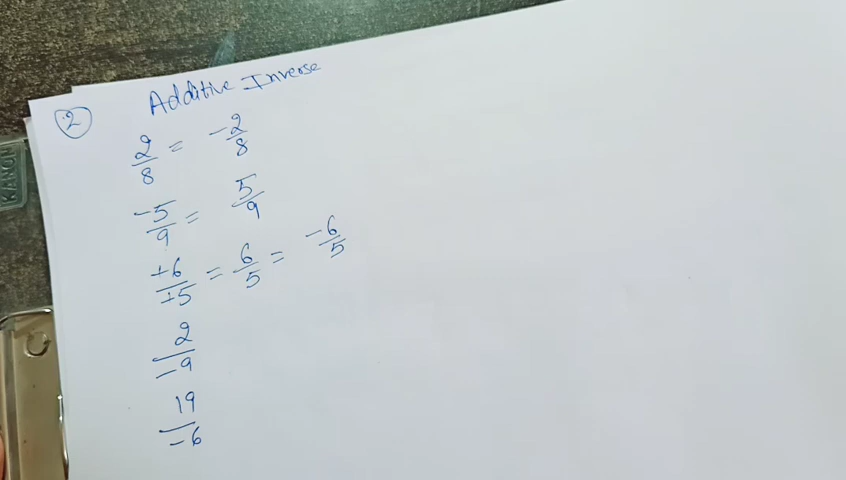 2 Additive Inverse
2/8 = -2/8
-5/9 = 5/9
+6/+5 = 6/5 = -6/5
2/-9
19/-6
KANON